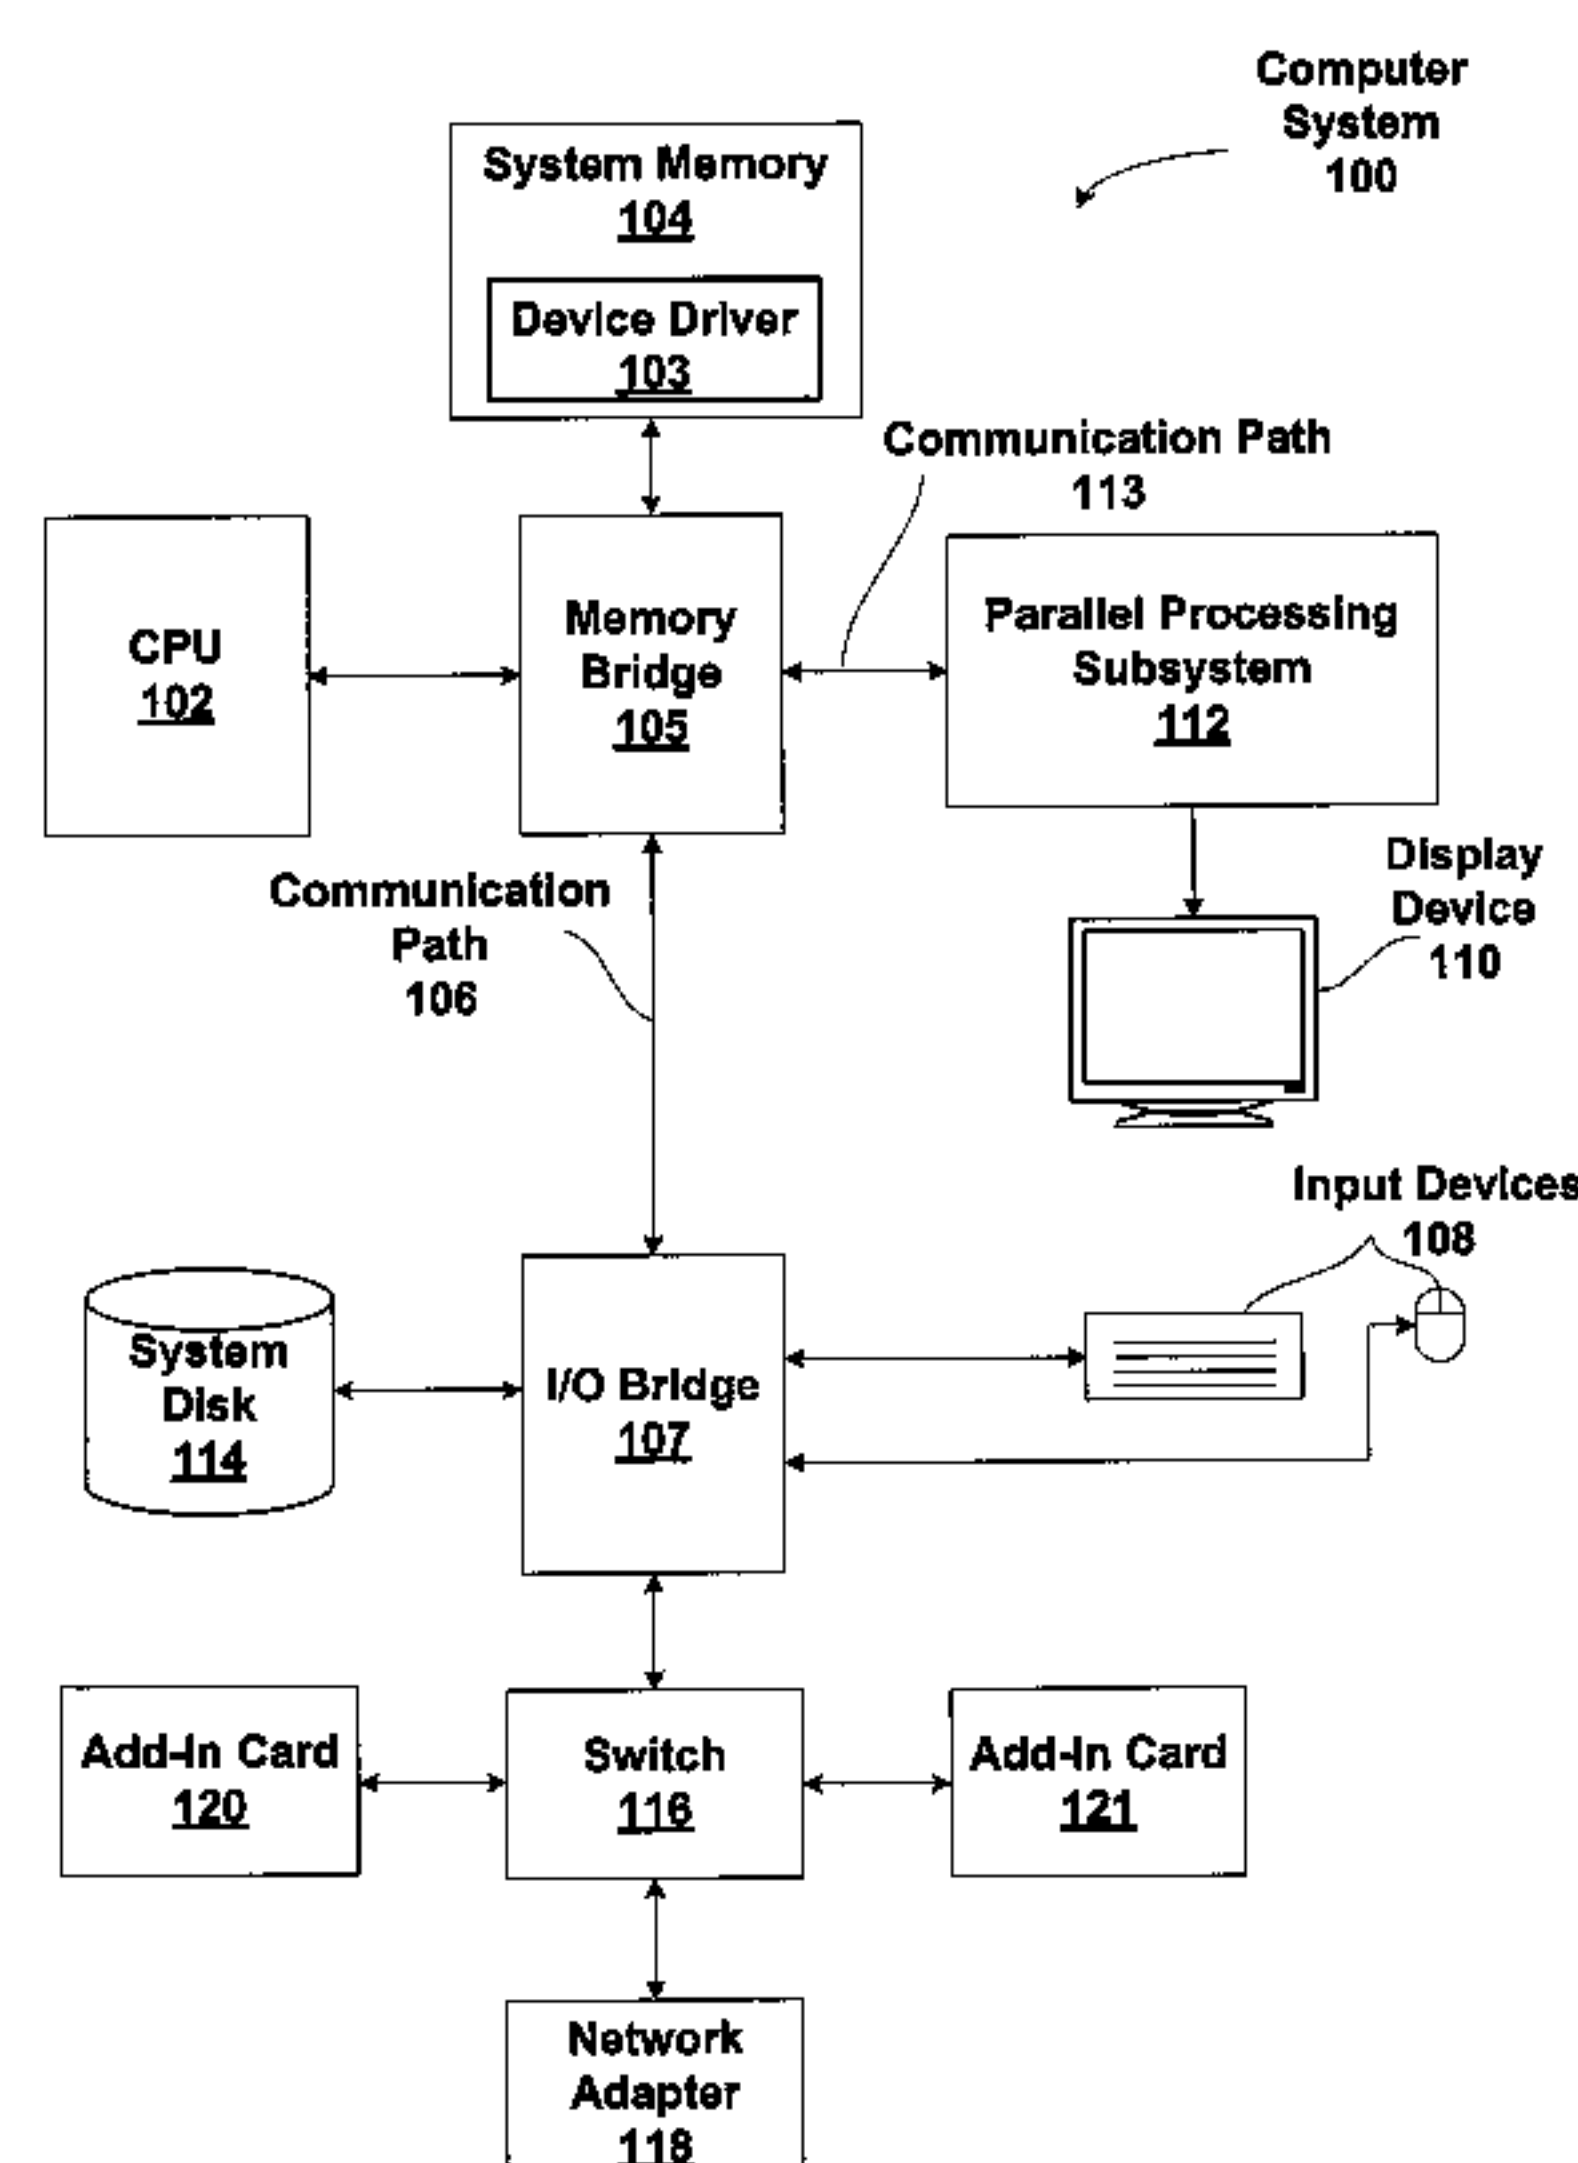 Computer
System
100
System Memory
104
Device Driver
103
Communication Path
113
CPU
102
Memory
Bridge
105
Parallel Processing
Subsystem
112
Communication
Path
106
Display
Device
110
Input Devices
108
System
Disk
114
I/O Bridge
107
Add-In Card
120
Switch
116
Add-In Card
121
Network
Adapter
118